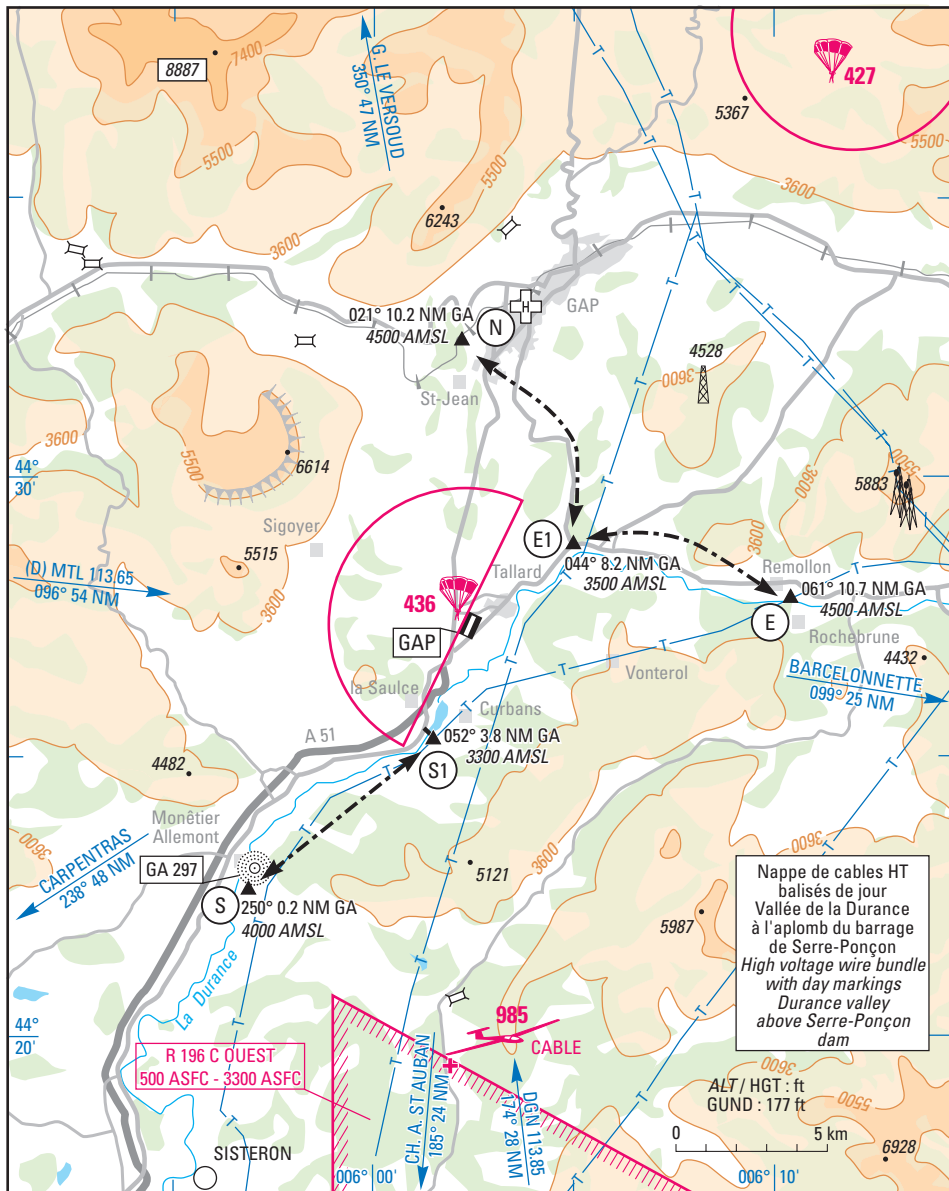 8887
7400
G. LE VERSOUD
350° 47 NM
427
5367
5500
5500
5500
6243
3600
3600
3600
T
T
T
H
GAP
021° 10.2 NM GA
4500 AMSL
N
St-Jean
4528
3600
3600
5500
6614
44°
30'
3600
5500
5883
Sigoyer
5515
3600
(D) MTL 113.65
096° 54 NM
E1
Tallard
044° 8.2 NM GA
3500 AMSL
3600
Remollon
061° 10.7 NM GA
4500 AMSL
E
Rochebrune
436
GAP
Vonterol
4432
BARCELONNETTE
099° 25 NM
la Saulce
Curbans
A 51
052° 3.8 NM GA
3300 AMSL
S1
4482
Monêtier
Allemont
3600
CARPENTRAS
238° 48 NM
GA 297
S
250° 0.2 NM GA
4000 AMSL
5121
3600
5987
Nappe de cables HT
balisés de jour
Vallée de la Durance
à l'aplomb du barrage
de Serre-Ponçon
High voltage wire bundle
with day markings
Durance valley
above Serre-Ponçon
dam
La Durance
44°
20'
R 196 C OUEST
500 ASFC - 3300 ASFC
985
CABLE
CH. A. ST AUBAN
185° 24 NM
DGN 113.85
174° 28 NM
ALT / HGT : ft
GUND : 177 ft
5500
0 5 km
6928
SISTERON
006° 00'
006° 10'